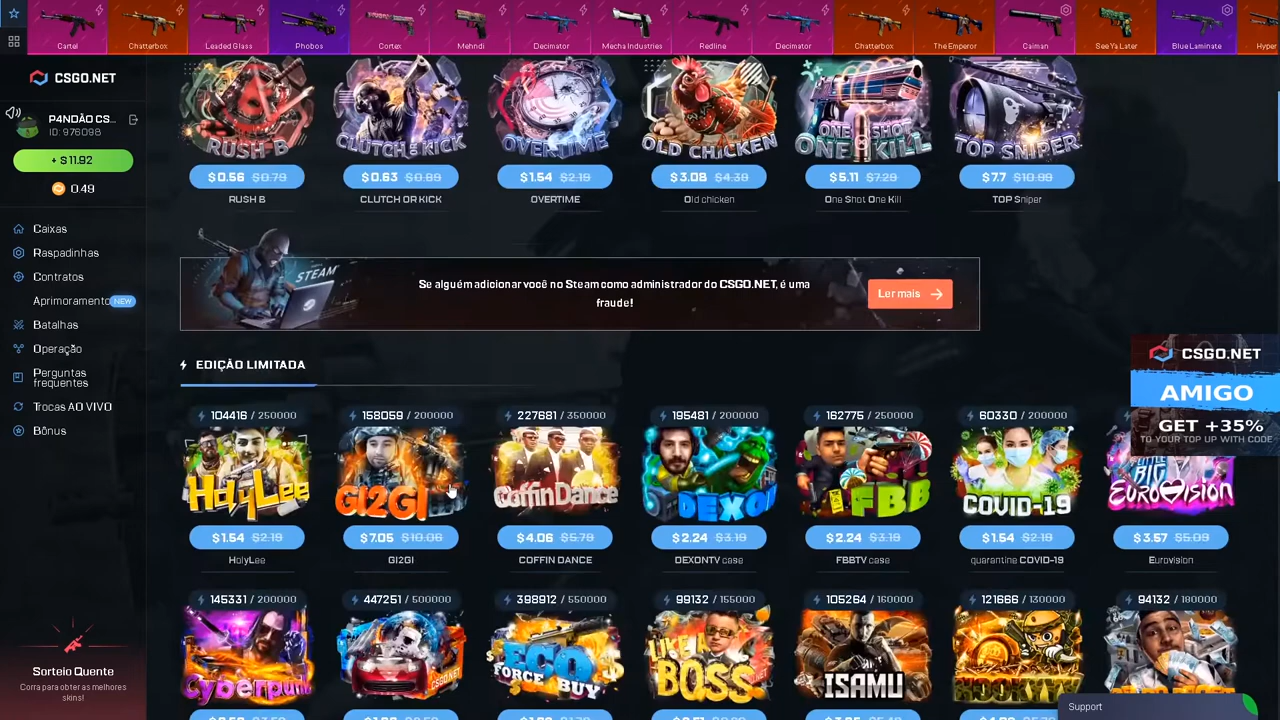 Cartel
Chatterbox
Leaded Glass
Phobos
Cortex
Mehndi
Decimator
Mecha Industries
Redline
Decimator
Chatterbox
The Emperor
Caiman
See Ya Later
Blue Laminate
Hyper
CSGO.NET
P4NDÃO CS...
ID: 976098
+ $ 11.92
0.49
Caixas
Raspadinhas
Contratos
Aprimoramento NEW
Batalhas
Operação
Perguntas
frequentes
Trocas AO VIVO
Bônus
Sorteio Quente
Corra para obter as melhores
skins!
RUSH B
CLUTCH OR KICK
OVERTIME
OLD CHICKEN
ONE SHOT
ONE KILL
TOP SNIPER
$ 0.56 $0.79
$ 0.63 $0.89
$ 1.54 $2.19
$ 3.08 $4.39
$ 5.11 $7.29
$ 7.7 $10.99
RUSH B
CLUTCH OR KICK
OVERTIME
Old chicken
One Shot One Kill
TOP Sniper
STEAM
Se alguém adicionar você no Steam como administrador do CSGO.NET, é uma
fraude!
Ler mais
EDIÇÃO LIMITADA
104416 / 250000
158059 / 200000
227681 / 350000
195481 / 200000
162775 / 250000
60330 / 200000
HolyLee
GI2GI
Coffin Dance
DEXON
FBB
COVID-19
LITTLE
BIG
EUROVISION
$ 1.54 $2.19
$ 7.05 $10.06
$ 4.06 $5.79
$ 2.24 $3.19
$ 2.24 $3.19
$ 1.54 $2.19
$ 3.57 $5.09
HolyLee
GI2GI
COFFIN DANCE
DEXONTV case
FBBTV case
quarantine COVID-19
Eurovision
145331 / 200000
447251 / 500000
398912 / 550000
99132 / 155000
105264 / 160000
121666 / 130000
94132 / 180000
Cyberpunk
CSGO.NET
ECO
FORCE BUY
LIKE A
BOSS
ISAMU
CSGO.NET
AMIGO
GET +35%
TO YOUR TOP UP WITH CODE
Support